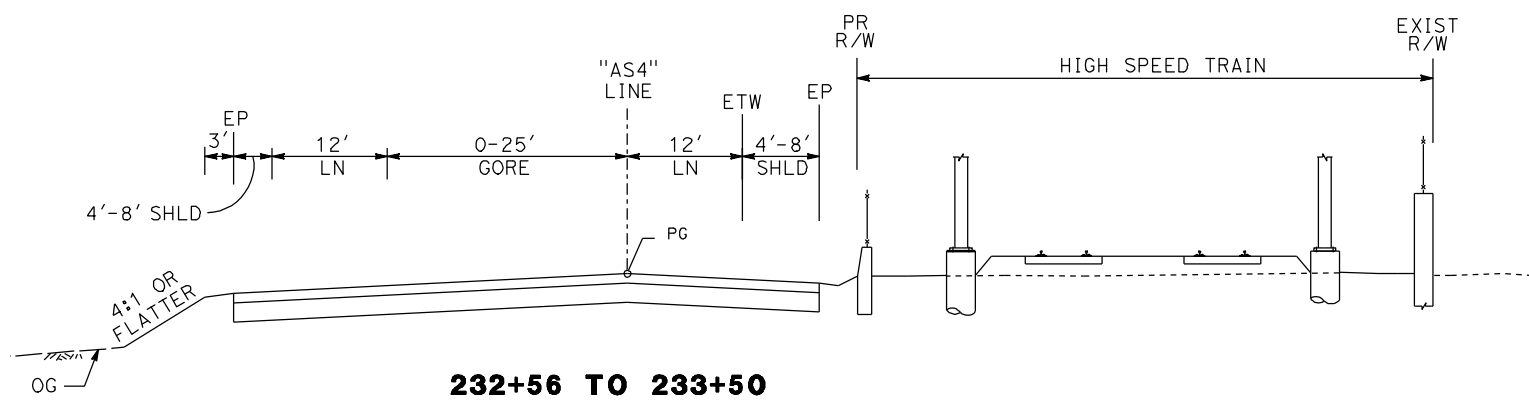 PR
R/W
EXIST
R/W
HIGH SPEED TRAIN
"AS4"
LINE
EP
ETW
EP
3'
12'
LN
0-25'
GORE
12'
LN
4'-8'
SHLD
4'-8' SHLD
PG
4:1 OR
FLATTER
OG
232+56 TO 233+50